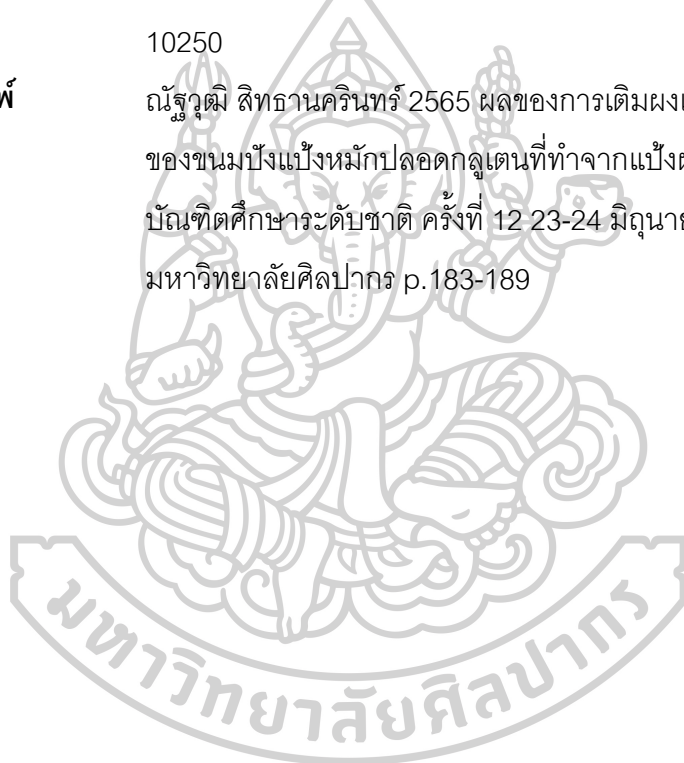 10250
พ์ ณัฐวุฒิ สิทธานครินทร์ 2565 ผลของการเติมผง
ของขนมปังแป้งหมักปลอดกลูเตนที่ทำจากแป้ง
บัณฑิตศึกษาระดับชาติ ครั้งที่ 12 23-24
มหาวิทยาลัยศิลปากร p.183-189
มหาวิทยาลัยศิลปากร